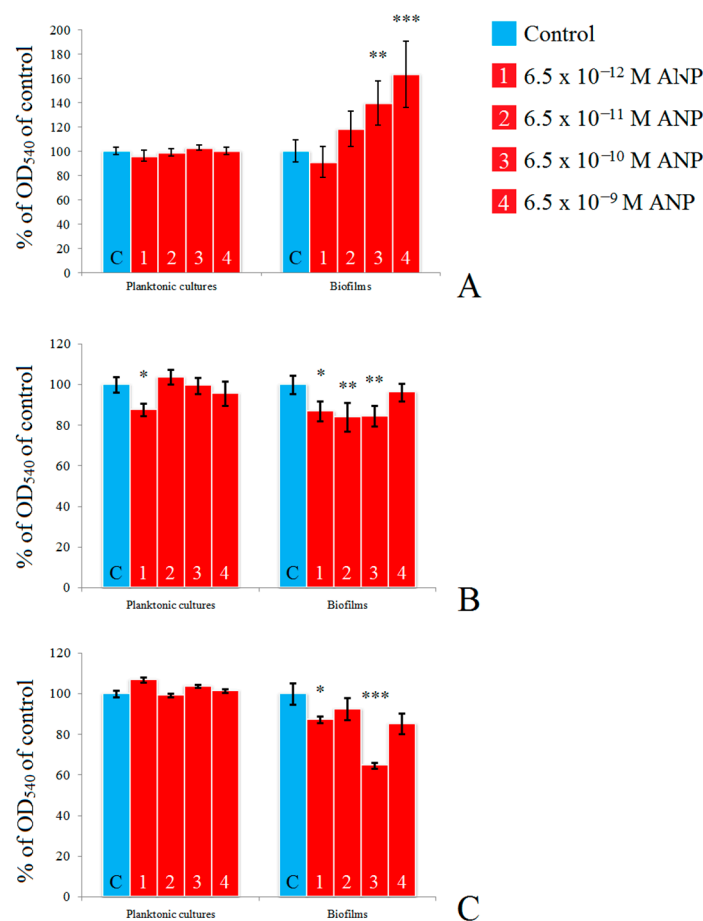 Control
1 6.5 x 10⁻¹² M ANP
2 6.5 x 10⁻¹¹ M ANP
3 6.5 x 10⁻¹⁰ M ANP
4 6.5 x 10⁻⁹ M ANP
% of OD₅₄₀ of control
200
180
160
140
120
100
80
60
40
20
0
** ***
C 1 2 3 4 C 1 2 3 4
Planktonic cultures Biofilms
A
% of OD₅₄₀ of control
120
100
80
60
40
20
0
* * ** **
C 1 2 3 4 C 1 2 3 4
Planktonic cultures Biofilms
B
% of OD₅₄₀ of control
120
100
80
60
40
20
0
* ***
C 1 2 3 4 C 1 2 3 4
Planktonic cultures Biofilms
C